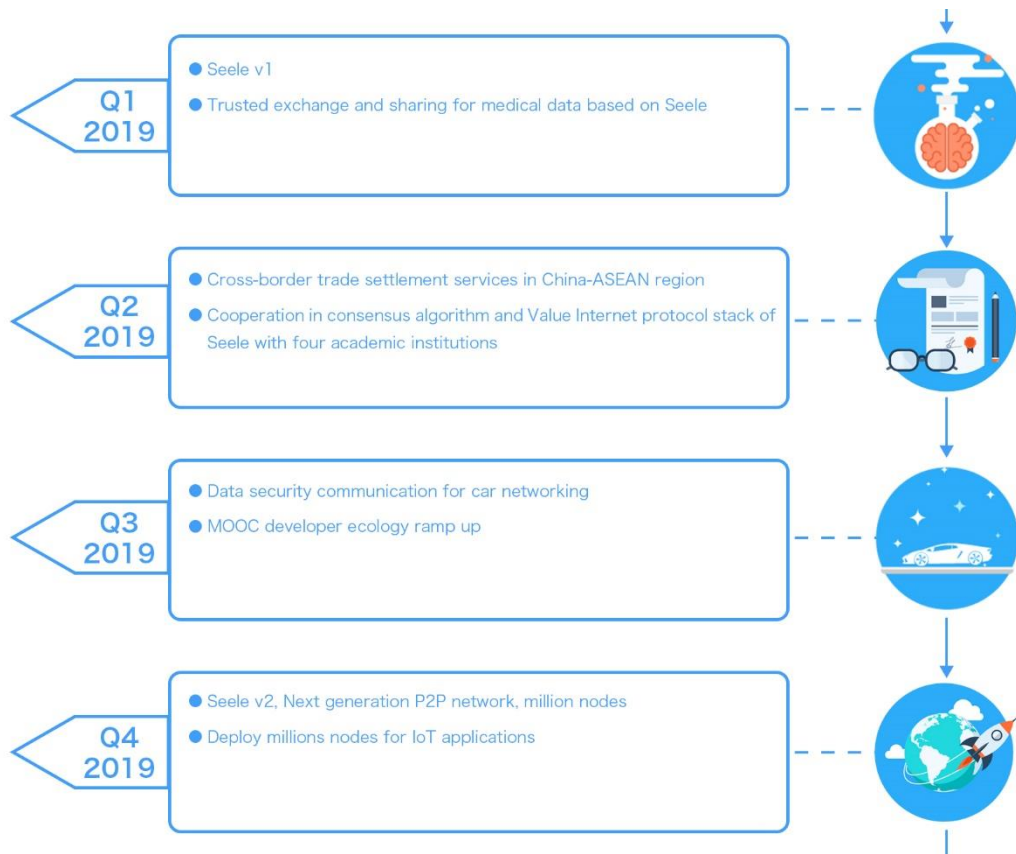 Q1
2019
● Seele v1
● Trusted exchange and sharing for medical data based on Seele
Q2
2019
● Cross-border trade settlement services in China-ASEAN region
● Cooperation in consensus algorithm and Value Internet protocol stack of
Seele with four academic institutions
Q3
2019
● Data security communication for car networking
● MOOC developer ecology ramp up
Q4
2019
● Seele v2, Next generation P2P network, million nodes
● Deploy millions nodes for IoT applications